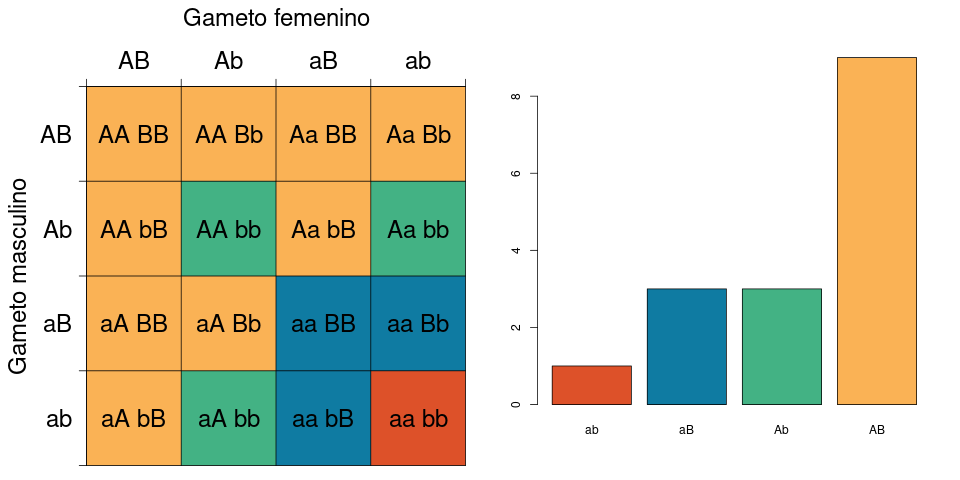 Gameto femenino
AB Ab aB ab
Gameto masculino
AB AA BB AA Bb Aa BB Aa Bb
Ab AA bB AA bb Aa bB Aa bb
aB aA BB aA Bb aa BB aa Bb
ab aA bB aA bb aa bB aa bb
8
6
4
2
0
ab aB Ab AB